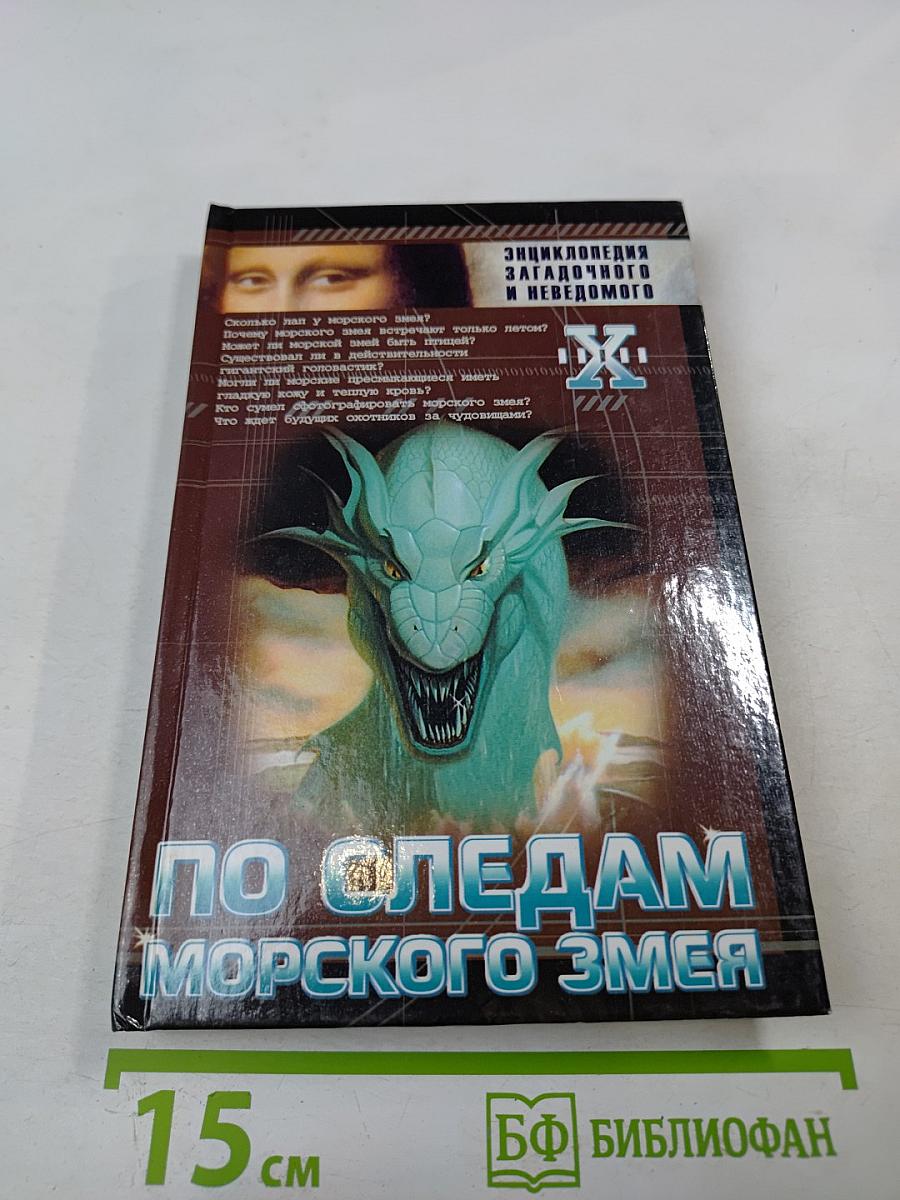 ЭНЦИКЛОПЕДИЯ
ЗАГАДОЧНОГО
И НЕВЕДОМОГО
X
Сколько лап у морского змея?
Почему морского змея встречают только летом?
Может ли морской змей быть птицей?
Существовал ли в действительности
гигантский головастик?
Могли ли морские пресмыкающиеся иметь
гладкую кожу и теплую кровь?
Кто сумел сфотографировать морского змея?
Что ждет будущих охотников за чудовищами?
ПО СЛЕДАМ
МОРСКОГО ЗМЕЯ
15 см
БФ БИБЛИОФАН